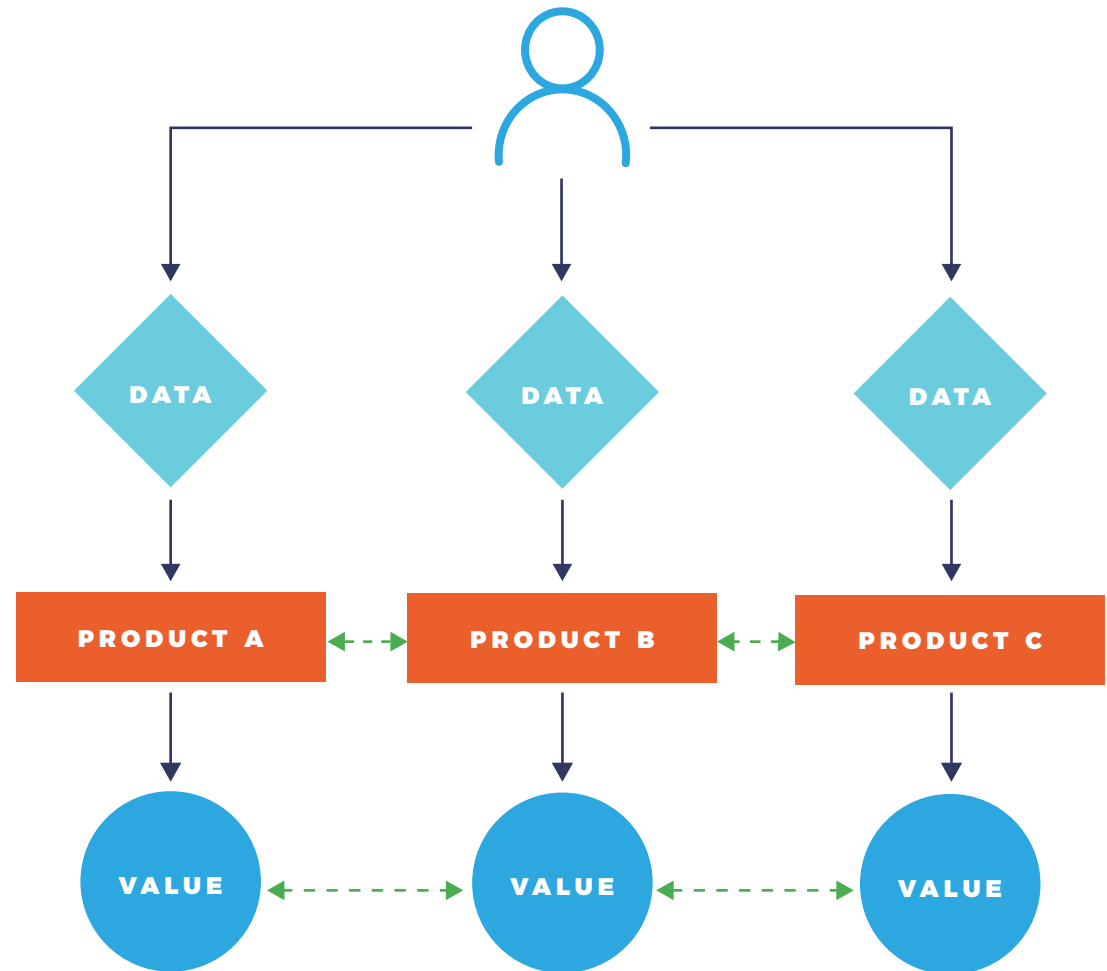 DATA
DATA
DATA
PRODUCT A
PRODUCT B
PRODUCT C
VALUE
VALUE
VALUE